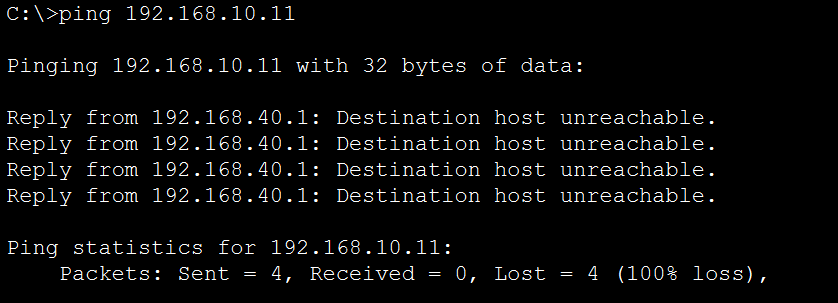 C:\>ping 192.168.10.11
Pinging 192.168.10.11 with 32 bytes of data:
Reply from 192.168.40.1: Destination host unreachable.
Reply from 192.168.40.1: Destination host unreachable.
Reply from 192.168.40.1: Destination host unreachable.
Reply from 192.168.40.1: Destination host unreachable.
Ping statistics for 192.168.10.11:
    Packets: Sent = 4, Received = 0, Lost = 4 (100% loss),